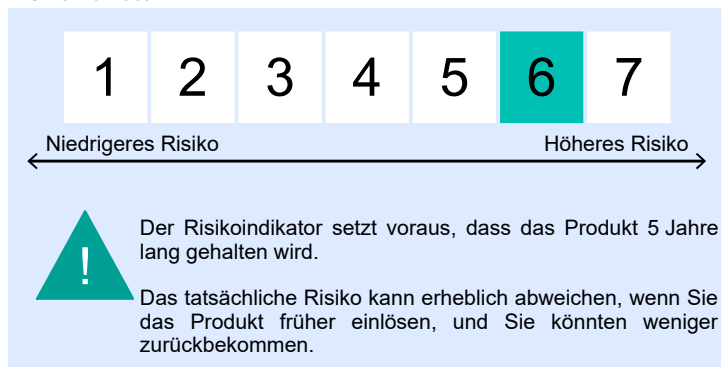 1 2 3 4 5 6 7
Niedrigeres Risiko Höheres Risiko
Der Risikoindikator setzt voraus, dass das Produkt 5 Jahre
lang gehalten wird.
!
Das tatsächliche Risiko kann erheblich abweichen, wenn Sie
das Produkt früher einlösen, und Sie könnten weniger
zurückbekommen.